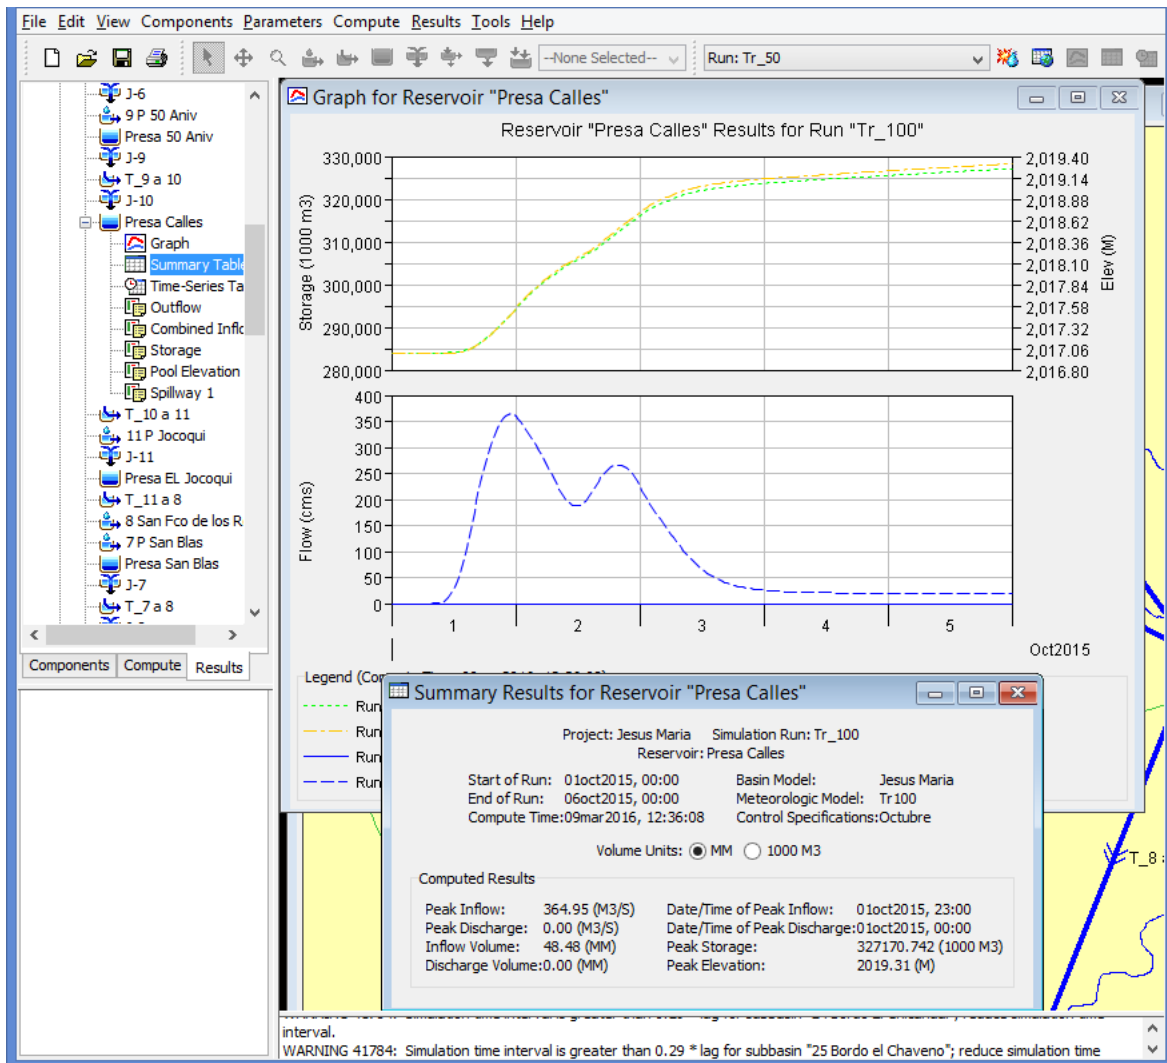 File Edit View Components Parameters Compute Results Tools Help
--None Selected-- Run: Tr_50
J-6
9 P 50 Aniv
Presa 50 Aniv
J-9
T_9 a 10
J-10
Presa Calles
Graph
Summary Table
Time-Series Ta
Outflow
Combined Inflo
Storage
Pool Elevation
Spillway 1
T_10 a 11
11 P Jocoqui
J-11
Presa EL Jocoqui
T_11 a 8
8 San Fco de los R
7 P San Blas
Presa San Blas
J-7
T_7 a 8
Components Compute Results
Graph for Reservoir "Presa Calles"
Reservoir "Presa Calles" Results for Run "Tr_100"
Storage (1000 m3)
330,000
320,000
310,000
300,000
290,000
280,000
2,019.40
2,019.14
2,018.88
2,018.62
2,018.36
2,018.10
2,017.84
2,017.58
2,017.32
2,017.06
2,016.80
Elev (M)
Flow (cms)
400
350
300
250
200
150
100
50
0
1 2 3 4 5
Oct2015
Legend (Com
Run
Run
Run
Run
Summary Results for Reservoir "Presa Calles"
Project: Jesus Maria Simulation Run: Tr_100
Reservoir: Presa Calles
Start of Run: 01oct2015, 00:00 Basin Model: Jesus Maria
End of Run: 06oct2015, 00:00 Meteorologic Model: Tr100
Compute Time:09mar2016, 12:36:08 Control Specifications:Octubre
Volume Units: MM 1000 M3
Computed Results
Peak Inflow: 364.95 (M3/S) Date/Time of Peak Inflow: 01oct2015, 23:00
Peak Discharge: 0.00 (M3/S) Date/Time of Peak Discharge:01oct2015, 00:00
Inflow Volume: 48.48 (MM) Peak Storage: 327170.742 (1000 M3)
Discharge Volume:0.00 (MM) Peak Elevation: 2019.31 (M)
T_8
interval.
WARNING 41784: Simulation time interval is greater than 0.29 * lag for subbasin "25 Bordo el Chaveno"; reduce simulation time